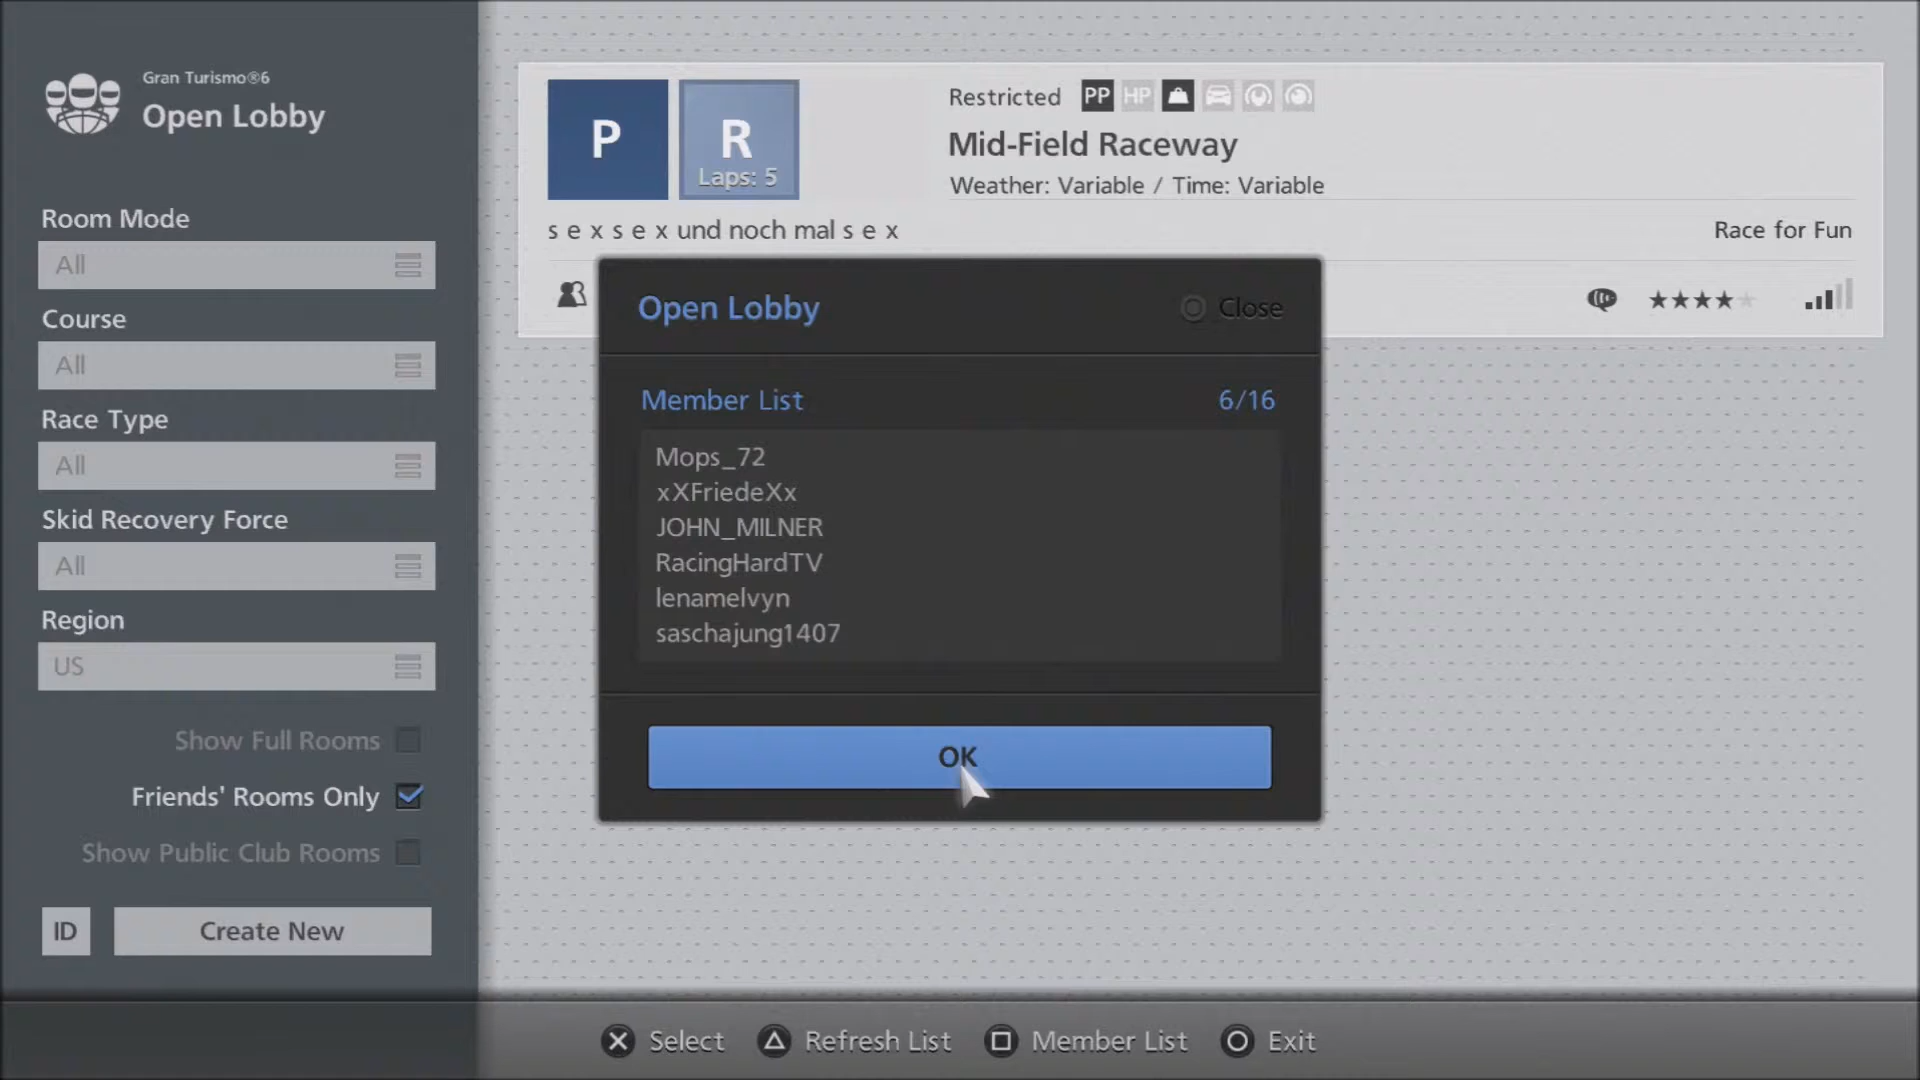 Gran Turismo®6
Open Lobby
Room Mode
All
Course
All
Race Type
All
Skid Recovery Force
All
Region
US
Show Full Rooms
Friends' Rooms Only
Show Public Club Rooms
ID
Create New
P
R
Laps: 5
Restricted PP HP
Mid-Field Raceway
Weather: Variable / Time: Variable
s e x s e x und noch mal s e x
Race for Fun
Open Lobby
Close
Member List 6/16
Mops_72
xXFriedeXx
JOHN_MILNER
RacingHardTV
lenamelvyn
saschajung1407
OK
Select Refresh List Member List Exit